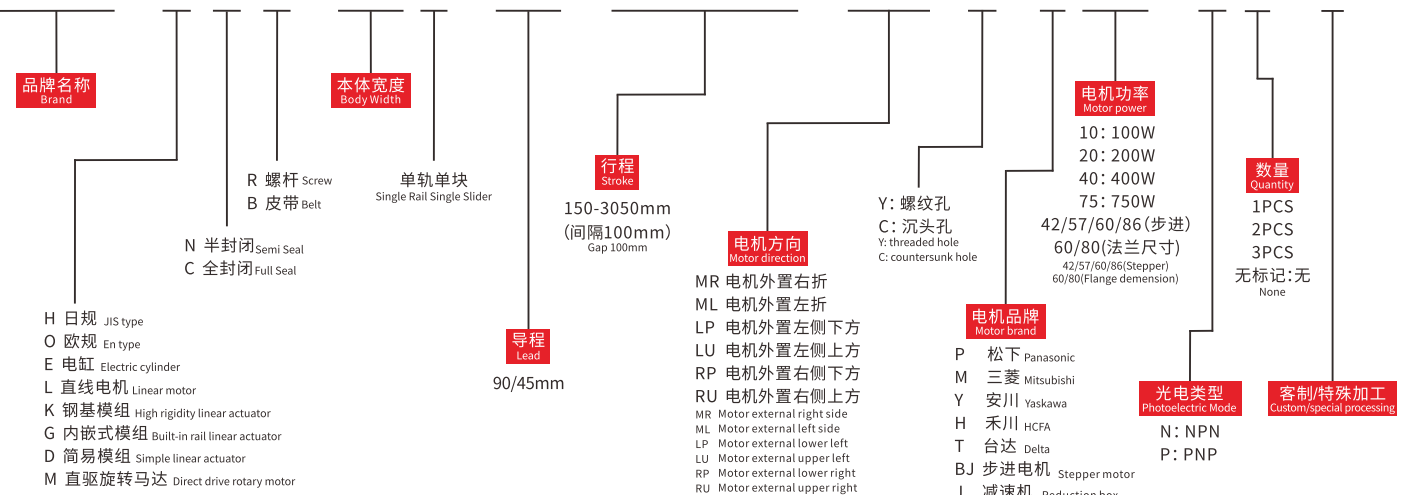 品牌名称
Brand
H 日规 JIS type
O 欧规 En type
E 电缸 Electric cylinder
L 直线电机 Linear motor
K 钢基模组 High rigidity linear actuator
G 内嵌式模组 Built-in rail linear actuator
D 简易模组 Simple linear actuator
M 直驱旋转马达 Direct drive rotary motor
N 半封闭 Semi Seal
C 全封闭 Full Seal
R 螺杆 Screw
B 皮带 Belt
本体宽度
Body Width
单轨单块
Single Rail Single Slider
导程
Lead
90/45mm
行程
Stroke
150-3050mm
（间隔100mm）
Gap 100mm
电机方向
Motor direction
MR 电机外置右折
ML 电机外置左折
LP 电机外置左侧下方
LU 电机外置左侧上方
RP 电机外置右侧下方
RU 电机外置右侧上方
MR Motor external right side
ML Motor external left side
LP Motor external lower left
LU Motor external upper left
RP Motor external lower right
RU Motor external upper right
Y：螺纹孔
C：沉头孔
Y: threaded hole
C: countersunk hole
电机品牌
Motor brand
P 松下 Panasonic
M 三菱 Mitsubishi
Y 安川 Yaskawa
H 禾川 HCFA
T 台达 Delta
BJ 步进电机 Stepper motor
J 减速机 Reduction box
电机功率
Motor power
10：100W
20：200W
40：400W
75：750W
42/57/60/86（步进）
60/80(法兰尺寸)
42/57/60/86(Stepper)
60/80(Flange demension)
光电类型
Photoelectric Mode
N：NPN
P：PNP
数量
Quantity
1PCS
2PCS
3PCS
无标记：无
None
客制/特殊加工
Custom/special processing